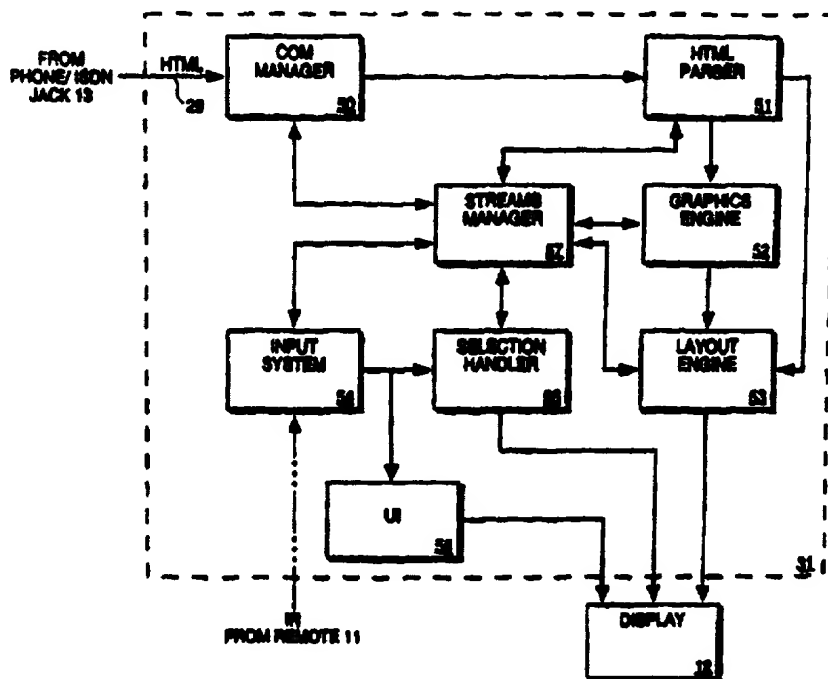 FROM
PHONE/ISDN
JACK 13
HTML
29
COM
MANAGER
50
HTML
PARSER
51
STREAMS
MANAGER
57
GRAPHICS
ENGINE
52
INPUT
SYSTEM
54
SELECTION
HANDLER
LAYOUT
ENGINE
53
UI
31
IR
FROM REMOTE 11
DISPLAY
12